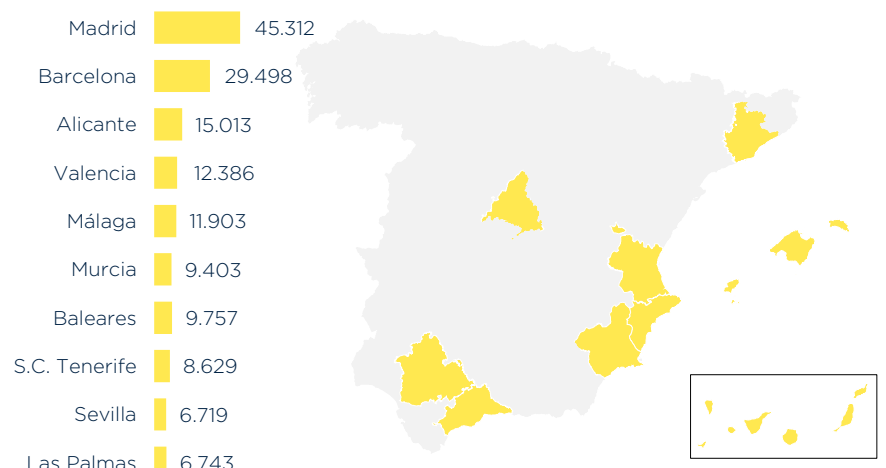 Madrid 45.312
Barcelona 29.498
Alicante 15.013
Valencia 12.386
Málaga 11.903
Murcia 9.403
Baleares 9.757
S.C. Tenerife 8.629
Sevilla 6.719
Las Palmas 6.743